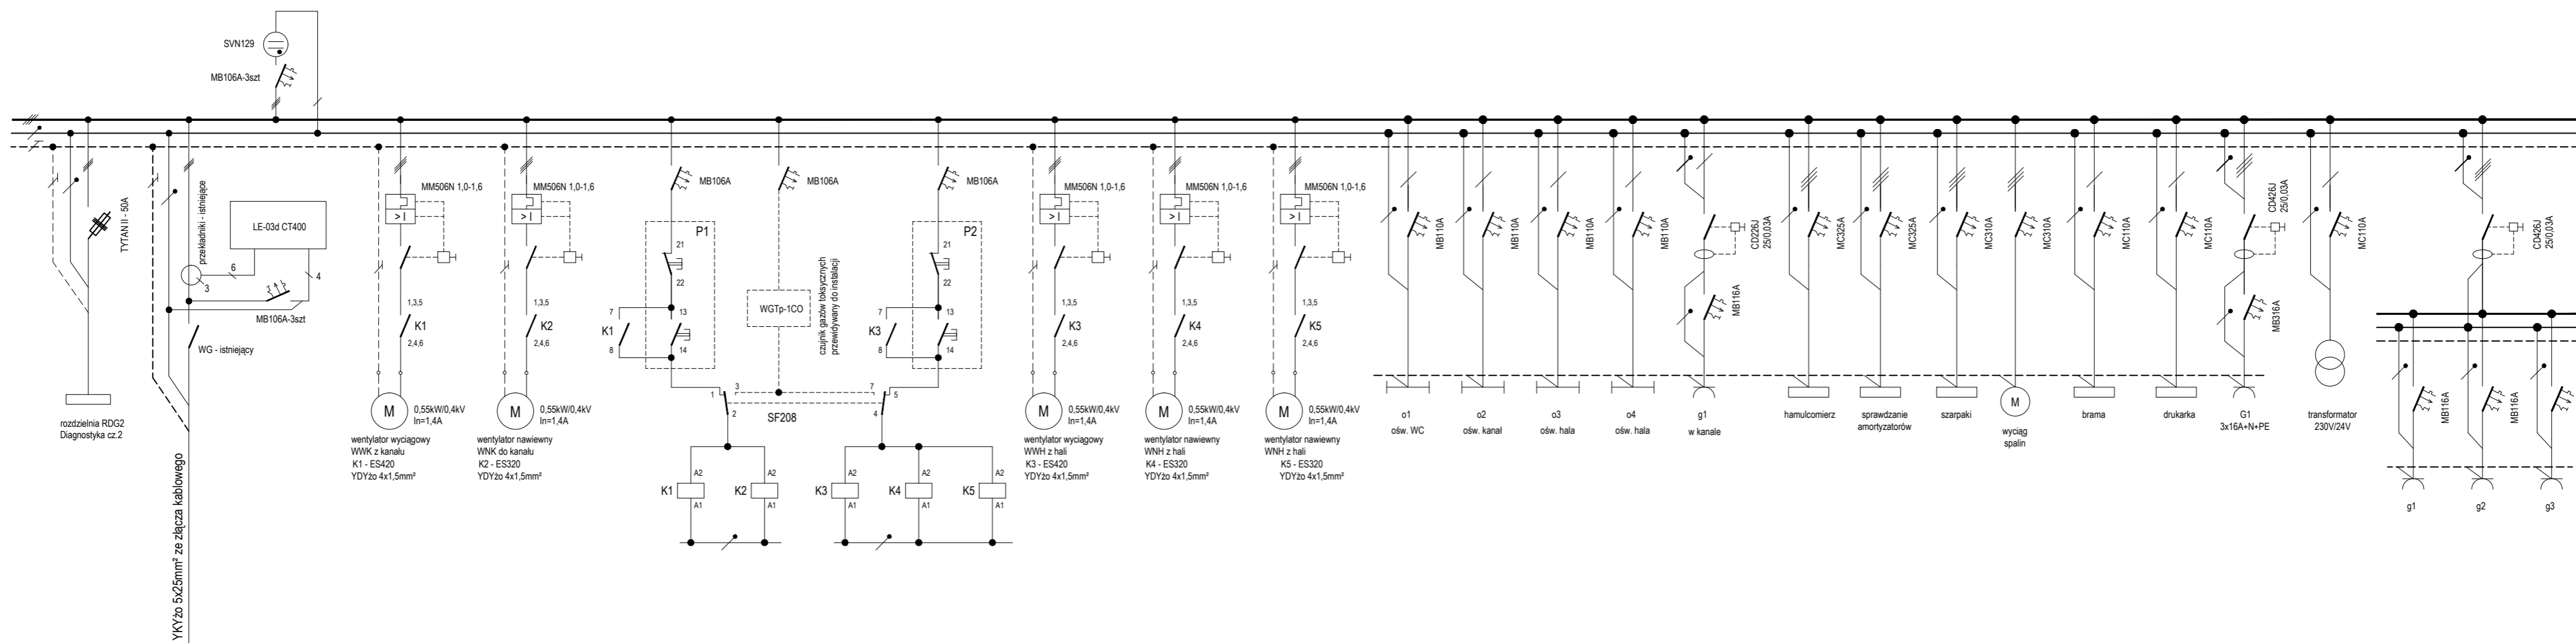 SVN129
MB106A-3szt
TYTAN II - 50A
przekładniki - istniejące
LE-03d CT400
6
3
4
MB106A-3szt
WG - istniejący
rozdzielnia RDG2
Diagnostyka cz.2
YKYżo 5x25mm² ze złącza kablowego
MM506N 1,0-1,6
> I
1,3,5
K1
2,4,6
M
0,55kW/0,4kV
In=1,4A
wentylator wyciągowy
WWK z kanału
K1 - ES420
YDYżo 4x1,5mm²
MM506N 1,0-1,6
> I
1,3,5
K2
2,4,6
M
0,55kW/0,4kV
In=1,4A
wentylator nawiewny
WNK do kanału
K2 - ES320
YDYżo 4x1,5mm²
MB106A
P1
21
22
7
13
K1
8
14
MB106A
WGTp-1CO
czujnik gazów toksycznych
przewidywany do instalacji
MB106A
P2
21
22
7
13
K3
8
14
1
3
2
SF208
7
5
4
A2
K1
A1
A2
K2
A1
A2
K3
A1
A2
K4
A1
A2
K5
A1
MM506N 1,0-1,6
> I
1,3,5
K3
2,4,6
M
0,55kW/0,4kV
In=1,4A
wentylator wyciągowy
WWH z hali
K3 - ES420
YDYżo 4x1,5mm²
MM506N 1,0-1,6
> I
1,3,5
K4
2,4,6
M
0,55kW/0,4kV
In=1,4A
wentylator nawiewny
WNH z hali
K4 - ES320
YDYżo 4x1,5mm²
MM506N 1,0-1,6
> I
1,3,5
K5
2,4,6
M
0,55kW/0,4kV
In=1,4A
wentylator nawiewny
WNH z hali
K5 - ES320
YDYżo 4x1,5mm²
MB110A
o1
ośw. WC
MB110A
o2
ośw. kanał
MB110A
o3
ośw. hala
MB110A
o4
ośw. hala
CD226J
25/0,03A
MB116A
g1
w kanale
MC325A
hamulcomierz
MC325A
sprawdzanie
amortyzatorów
MC310A
szarpaki
MC310A
M
wyciąg
spalin
MC110A
brama
MC110A
drukarka
CD426J
25/0,03A
MB316A
G1
3x16A+N+PE
MC110A
transformator
230V/24V
CD426J
25/0,03A
MB116A
g1
MB116A
g2
g3